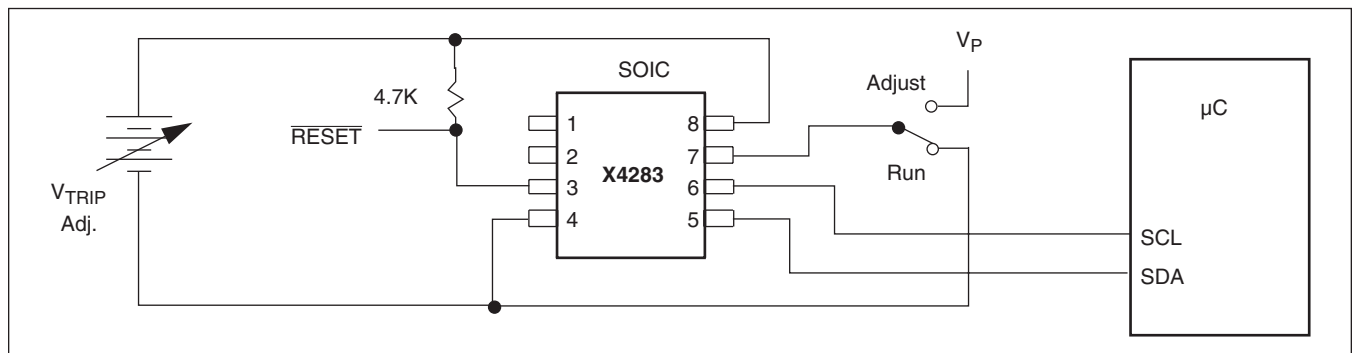 V_P
SOIC
Adjust
µC
4.7K
1
8
RESET
2
7
X4283
Run
3
6
V_TRIP
Adj.
4
5
SCL
SDA